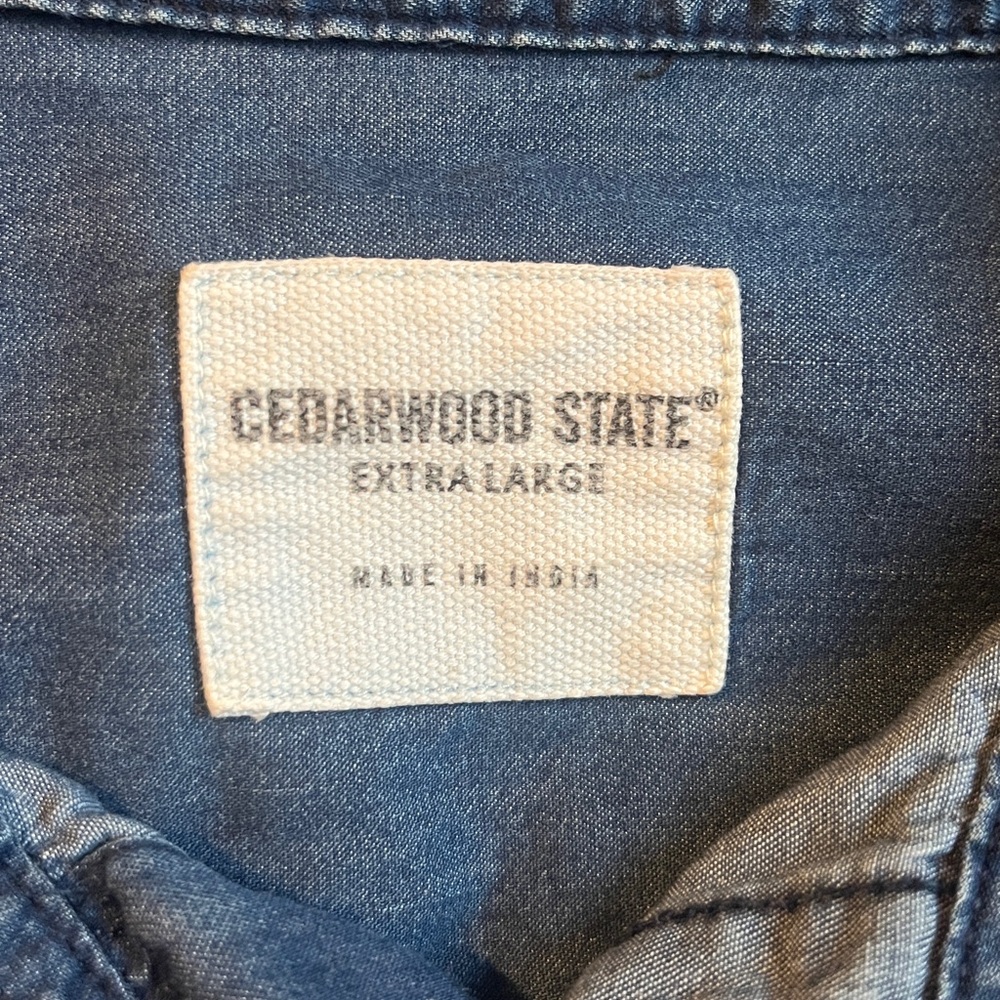 CEDARWOOD STATE®
EXTRA LARGE
MADE IN INDIA